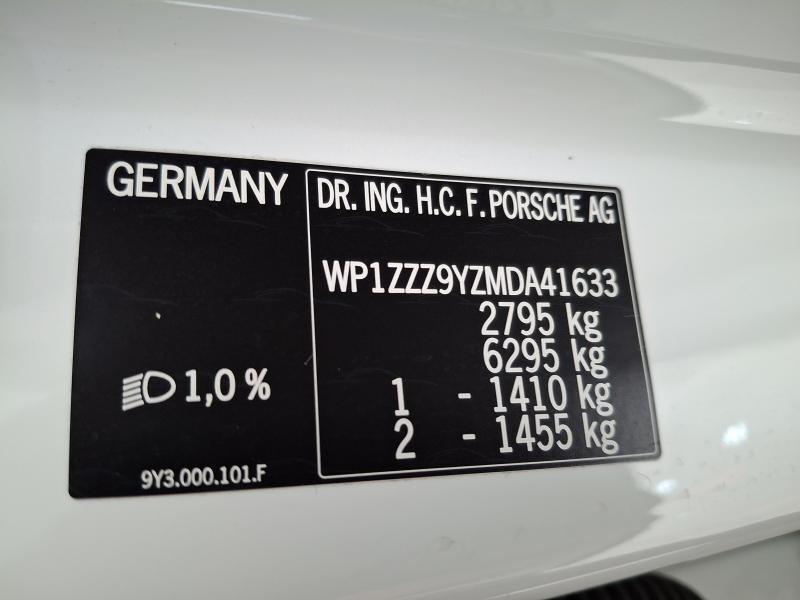 GERMANY
DR. ING. H.C. F. PORSCHE AG
WP1ZZZ9YZMDA41633
2795 kg
6295 kg
1 - 1410 kg
2 - 1455 kg
1,0 %
9Y3.000.101.F